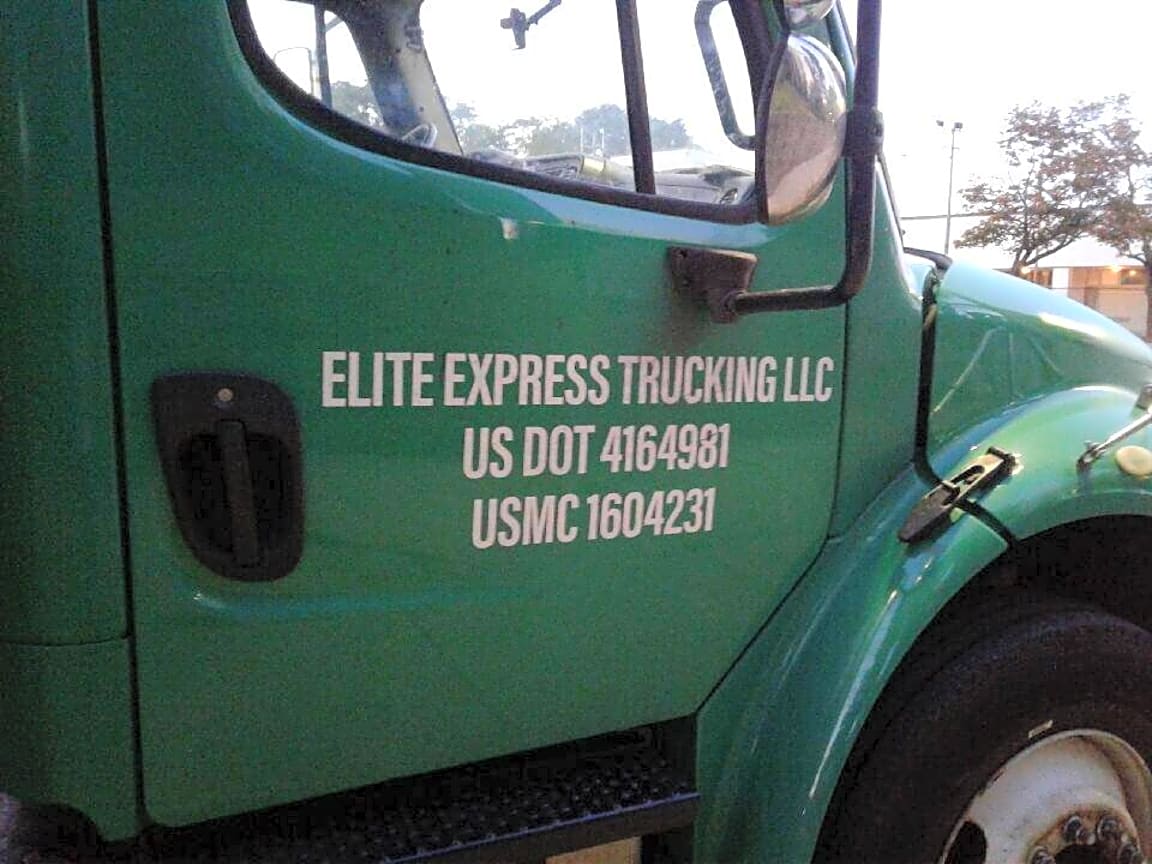 ELITE EXPRESS TRUCKING LLC
US DOT 4164981
USMC 1604231